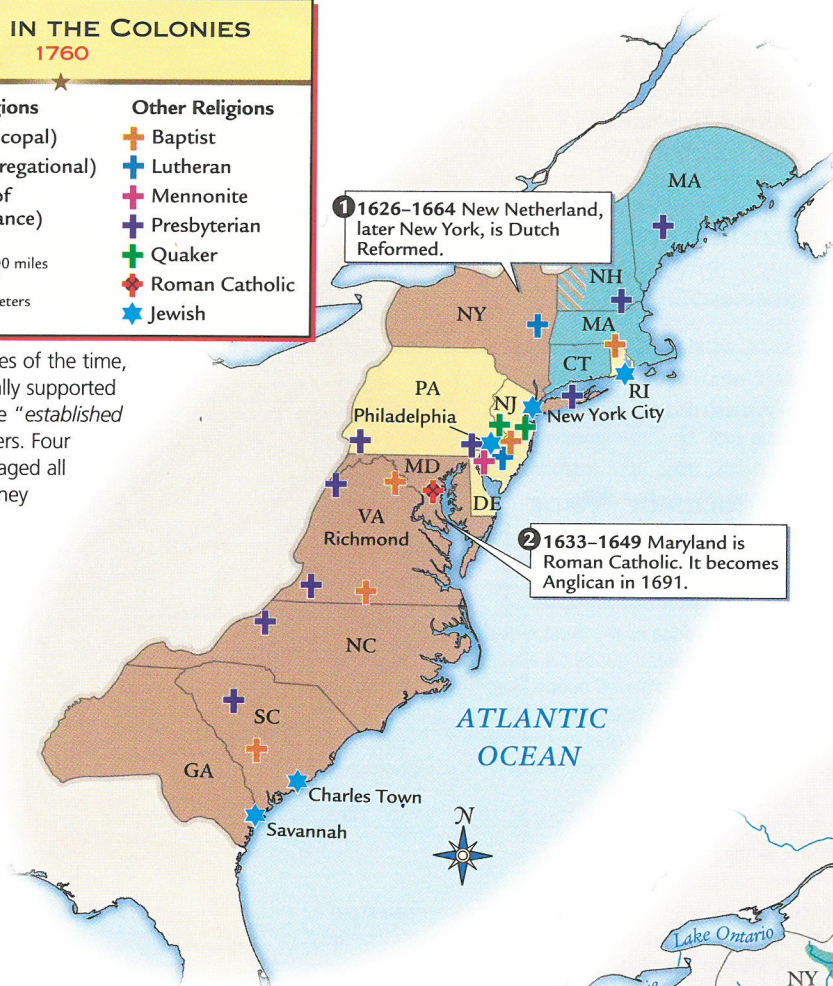 IN THE COLONIES
1760
Other Religions
Baptist
Lutheran
Mennonite
Presbyterian
Quaker
Roman Catholic
Jewish
copal)
regational)
of
ance)
miles
es of the time,
ally supported
e "established
ers. Four
aged all
hey
1 1626–1664 New Netherland,
later New York, is Dutch
Reformed.
MA
NH
NY
MA
CT
RI
PA
NJ
Philadelphia
New York City
MD
DE
VA
Richmond
2 1633–1649 Maryland is
Roman Catholic. It becomes
Anglican in 1691.
NC
SC
GA
ATLANTIC
OCEAN
Charles Town
Savannah
N
Lake Ontario
NY